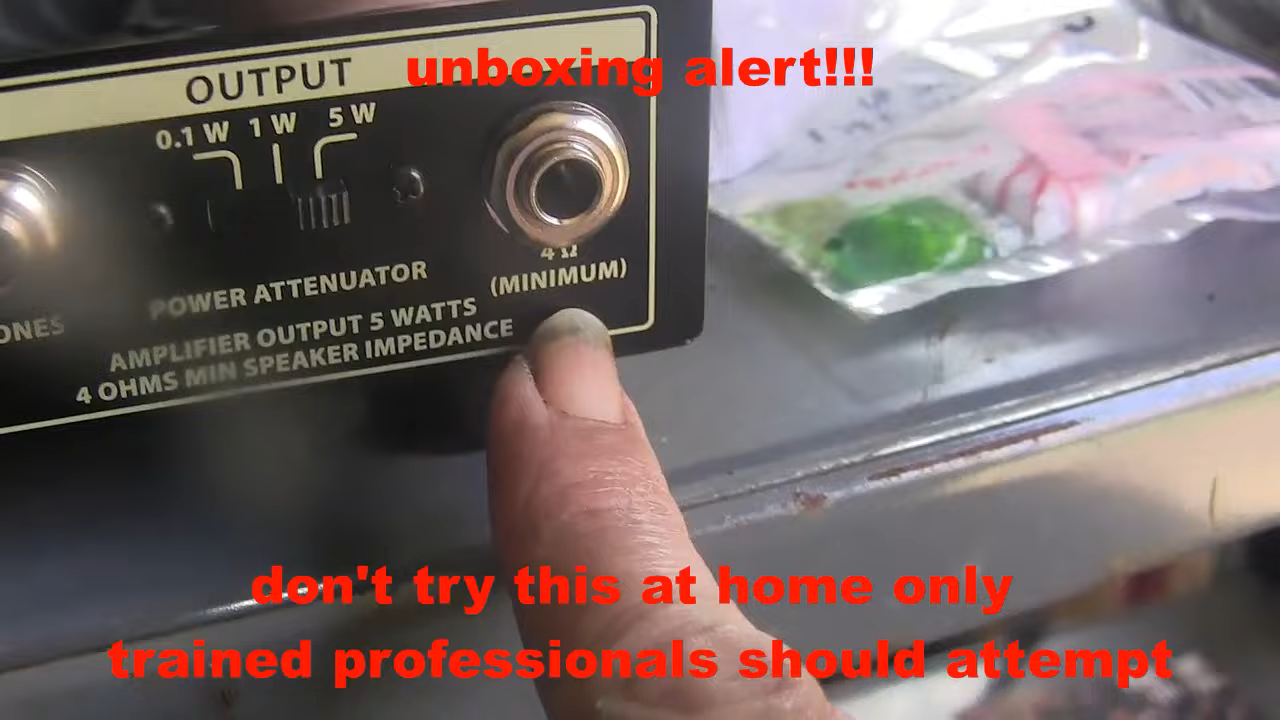 unboxing alert!!!
OUTPUT
0.1 W 1 W 5 W
4 Ω
(MINIMUM)
POWER ATTENUATOR
ONES
AMPLIFIER OUTPUT 5 WATTS
4 OHMS MIN SPEAKER IMPEDANCE
don't try this at home only
trained professionals should attempt